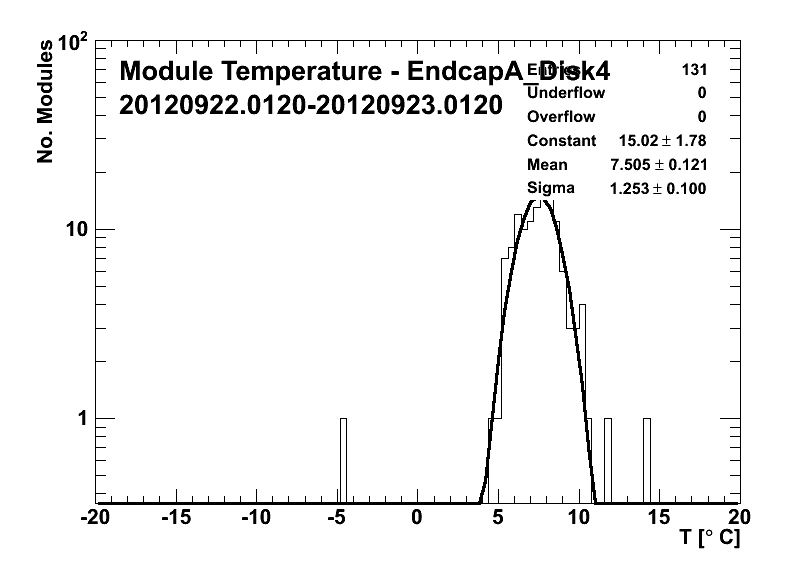 10²
No. Modules
Module Temperature - EndcapA_Disk4
20120922.0120-20120923.0120
Entries 131
Underflow 0
Overflow 0
Constant 15.02 ± 1.78
Mean 7.505 ± 0.121
Sigma 1.253 ± 0.100
10
1
-20 -15 -10 -5 0 5 10 15 20
T [° C]